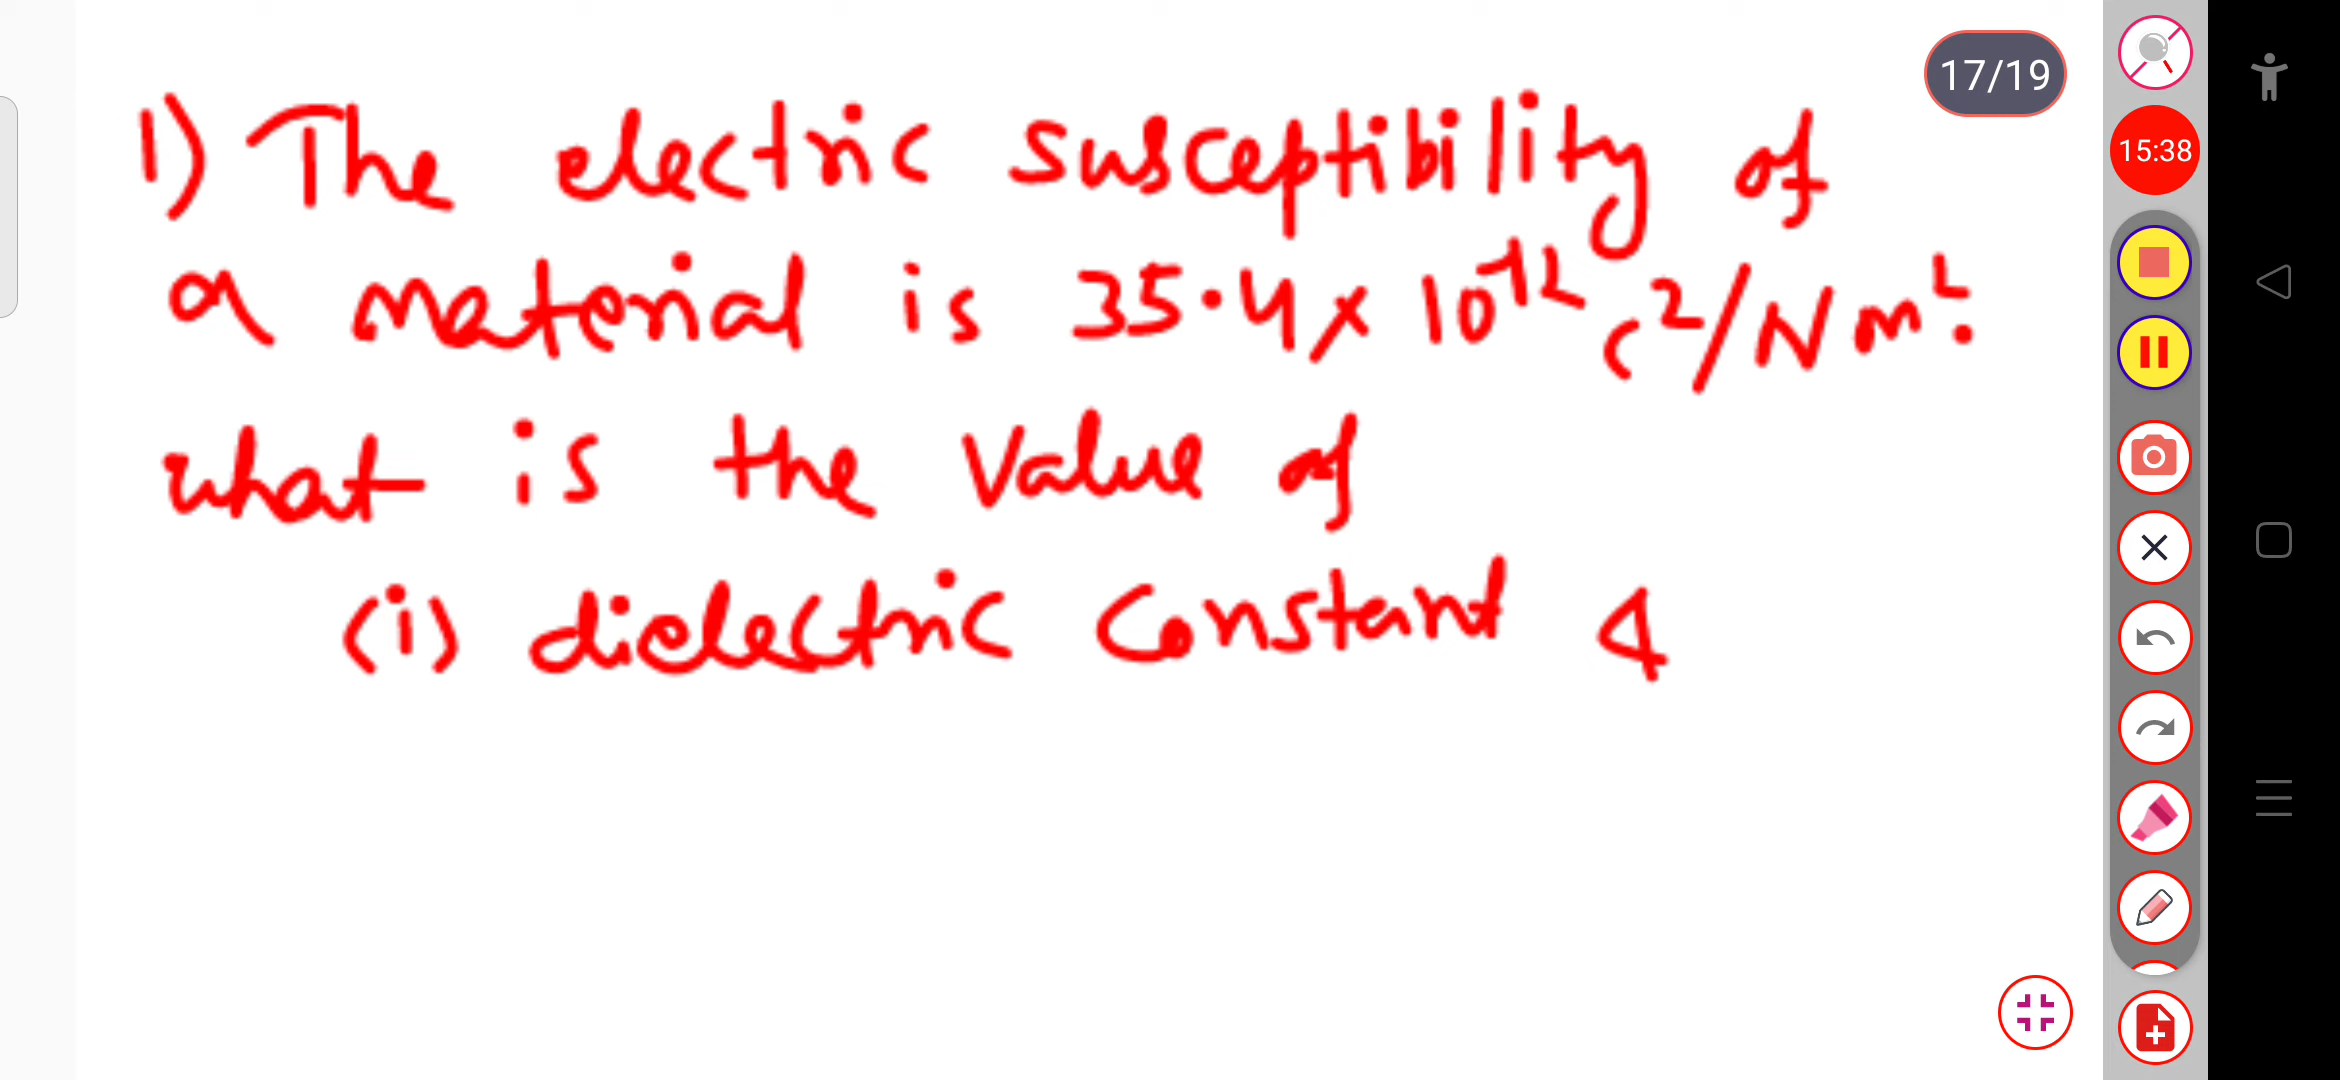 17/19
15:38
1) The electric susceptibility of
a material is 35.4 x 10⁻¹² C²/Nm².
what is the value of
(i) dielectric constant &